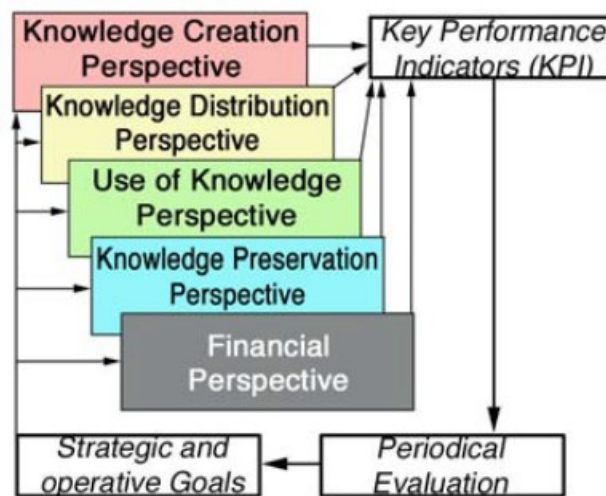 Knowledge Creation
Perspective
Key Performance
Indicators (KPI)
Knowledge Distribution
Perspective
Use of Knowledge
Perspective
Knowledge Preservation
Perspective
Financial
Perspective
Strategic and
operative Goals
Periodical
Evaluation